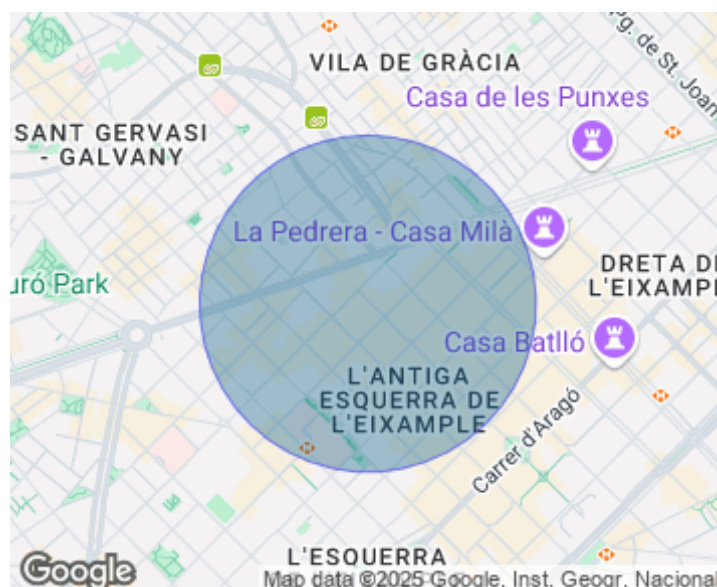 VILA DE GRÀCIA
rg. de St. Joan
Casa de les Punxes
SANT GERVASI
- GALVANY
La Pedrera - Casa Milà
DRETA DE
L'EIXAMPL
uró Park
Casa Batlló
L'ANTIGA
ESQUERRA DE
L'EIXAMPLE
Carrer d'Aragó
L'ESQUERRA
Google
Map data ©2025 Google, Inst. Geogr. Nacional